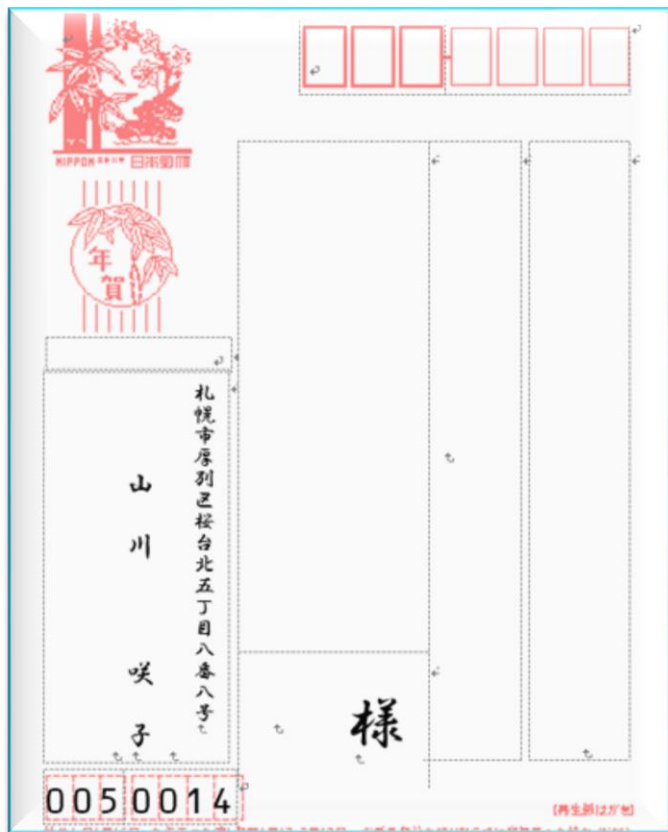 NIPPON 日本郵便
年賀
様
札幌市厚別区桜台北五丁目八番八号
山川 咲子
0050014
(再生紙はがき)